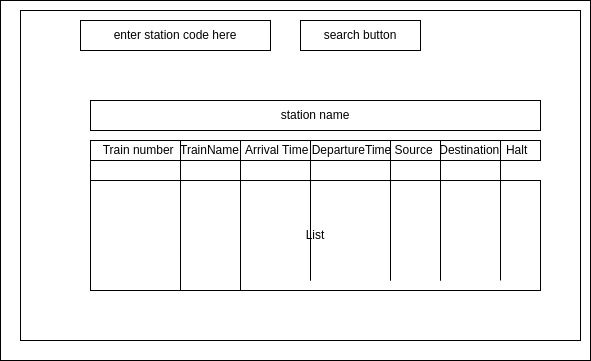 enter station code here
search button
station name
Train number TrainName Arrival Time DepartureTime Source Destination Halt
List